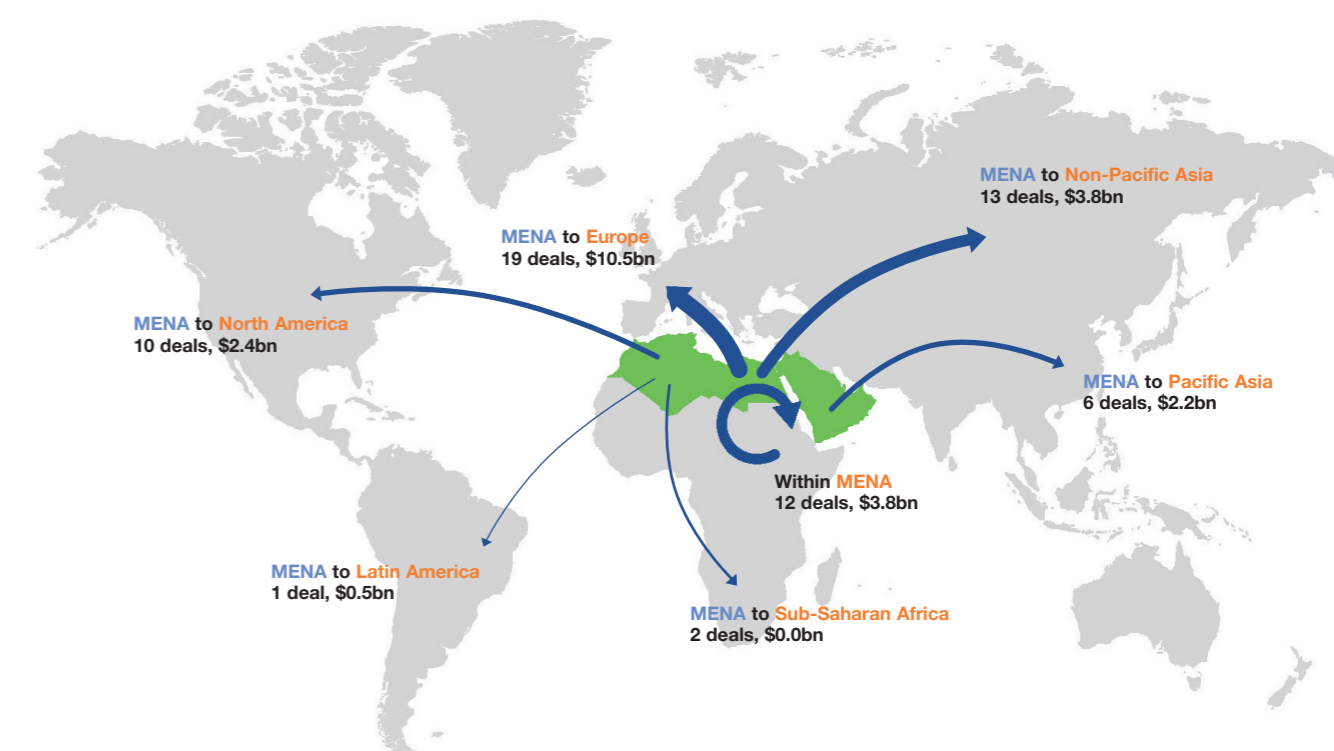 MENA to Non-Pacific Asia
13 deals, $3.8bn
MENA to Europe
19 deals, $10.5bn
MENA to North America
10 deals, $2.4bn
MENA to Pacific Asia
6 deals, $2.2bn
Within MENA
12 deals, $3.8bn
MENA to Latin America
1 deal, $0.5bn
MENA to Sub-Saharan Africa
2 deals, $0.0bn